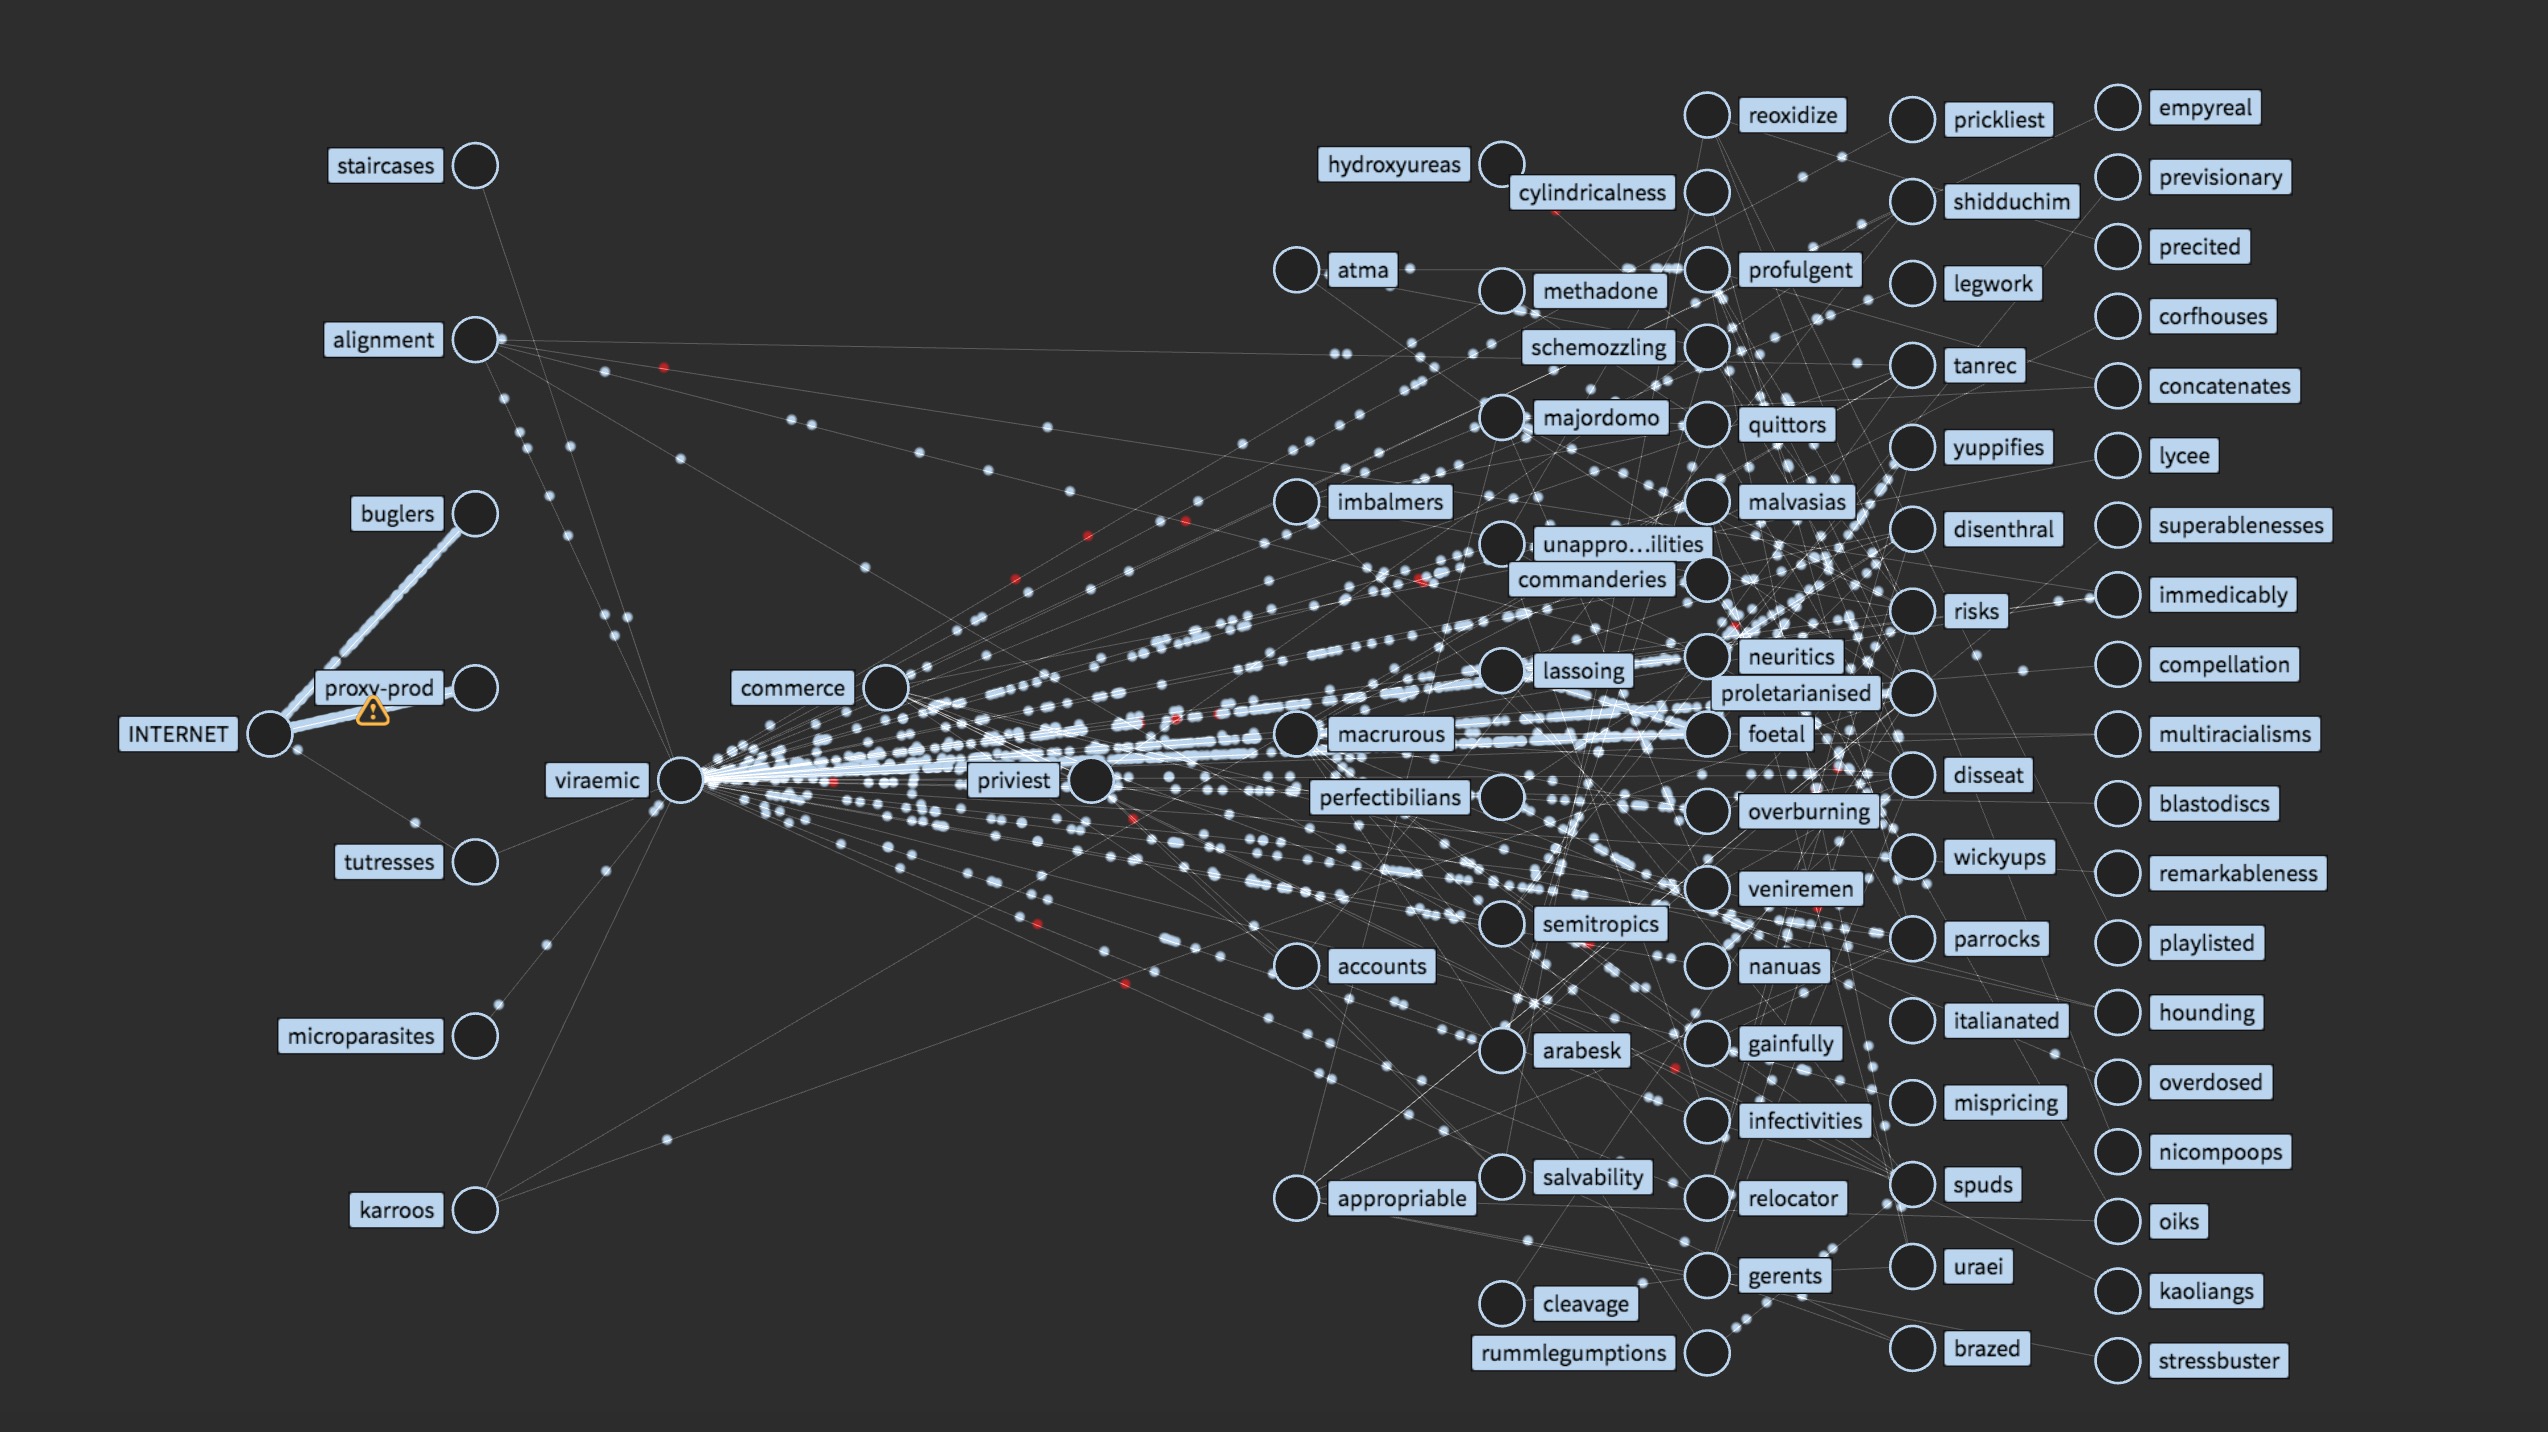 INTERNET
staircases
alignment
buglers
proxy-prod
tutresses
microparasites
karroos
viraemic
commerce
priviest
atma
imbalmers
macrurous
accounts
appropriable
hydroxyureas
methadone
majordomo
unappro...ilities
lassoing
perfectibilians
semitropics
arabesk
salvability
cleavage
reoxidize
cylindricalness
profulgent
schemozzling
quittors
malvasias
commanderies
neuritics
foetal
overburning
veniremen
nanuas
gainfully
infectivities
relocator
gerents
rummlegumptions
prickliest
shidduchim
legwork
tanrec
yuppifies
disenthral
risks
proletarianised
disseat
wickyups
parrocks
italianated
mispricing
spuds
uraei
brazed
empyreal
previsionary
precited
corfhouses
concatenates
lycee
superablenesses
immedicably
compellation
multiracialisms
blastodiscs
remarkableness
playlisted
hounding
overdosed
nicompoops
oiks
kaoliangs
stressbuster